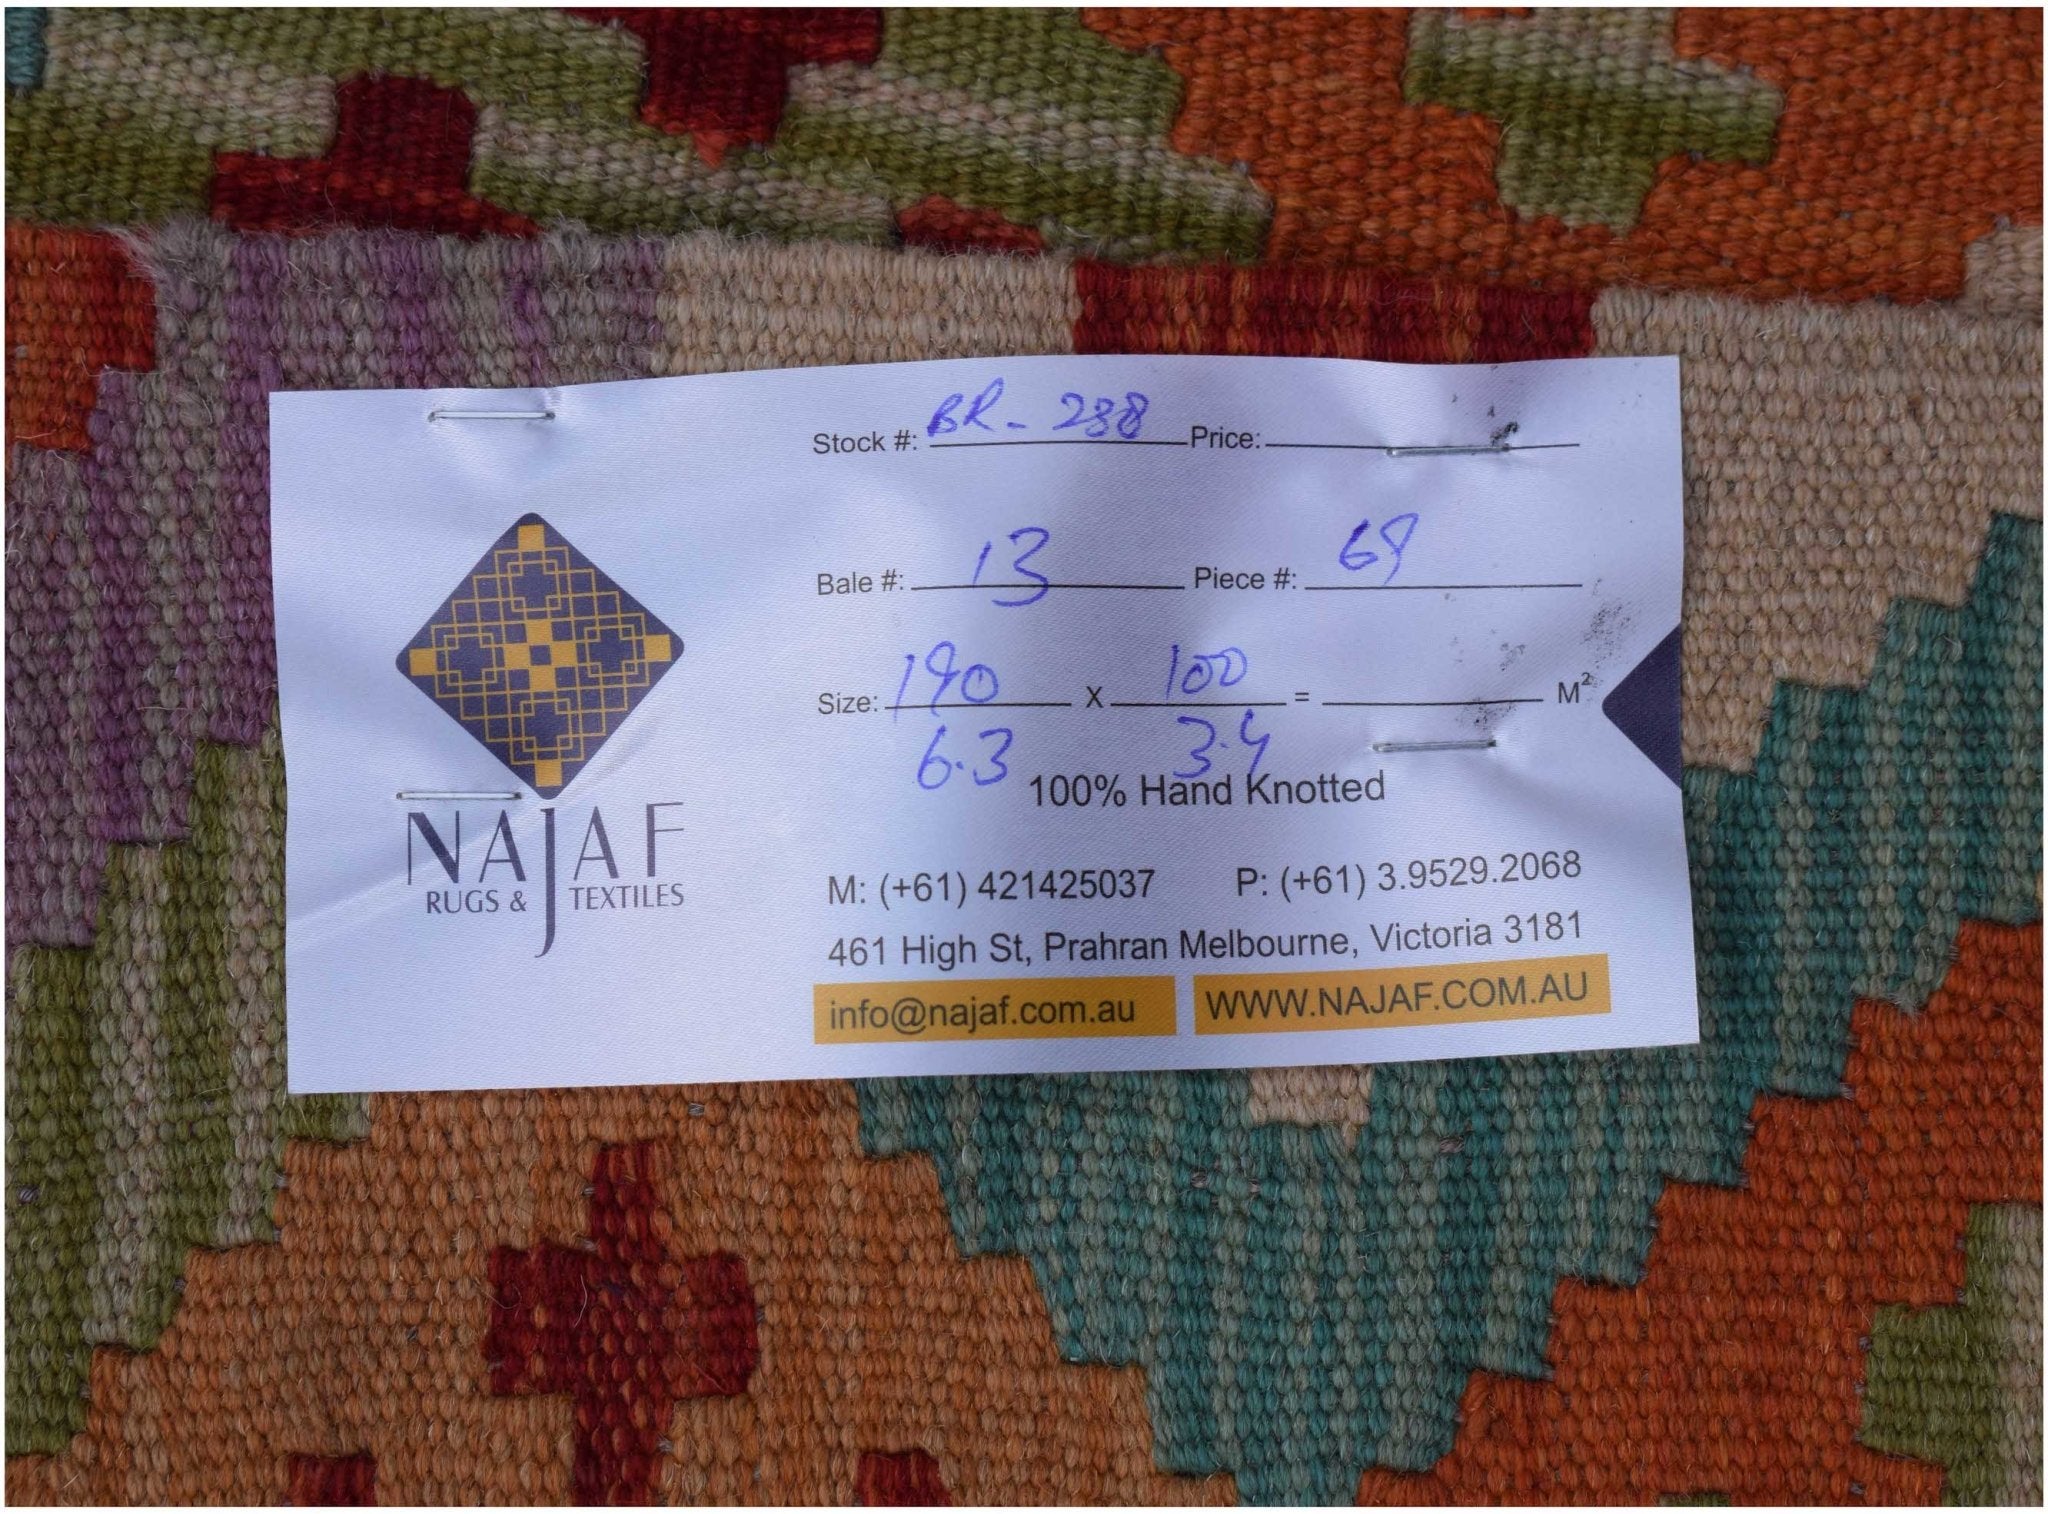 Stock #: BR- 288 Price:
Bale #: 13 Piece #: 69
Size: 190 X 100 = M²
6.3 3.4
100% Hand Knotted
NAJAF
RUGS & TEXTILES
M: (+61) 421425037 P: (+61) 3.9529.2068
461 High St, Prahran Melbourne, Victoria 3181
info@najaf.com.au WWW.NAJAF.COM.AU